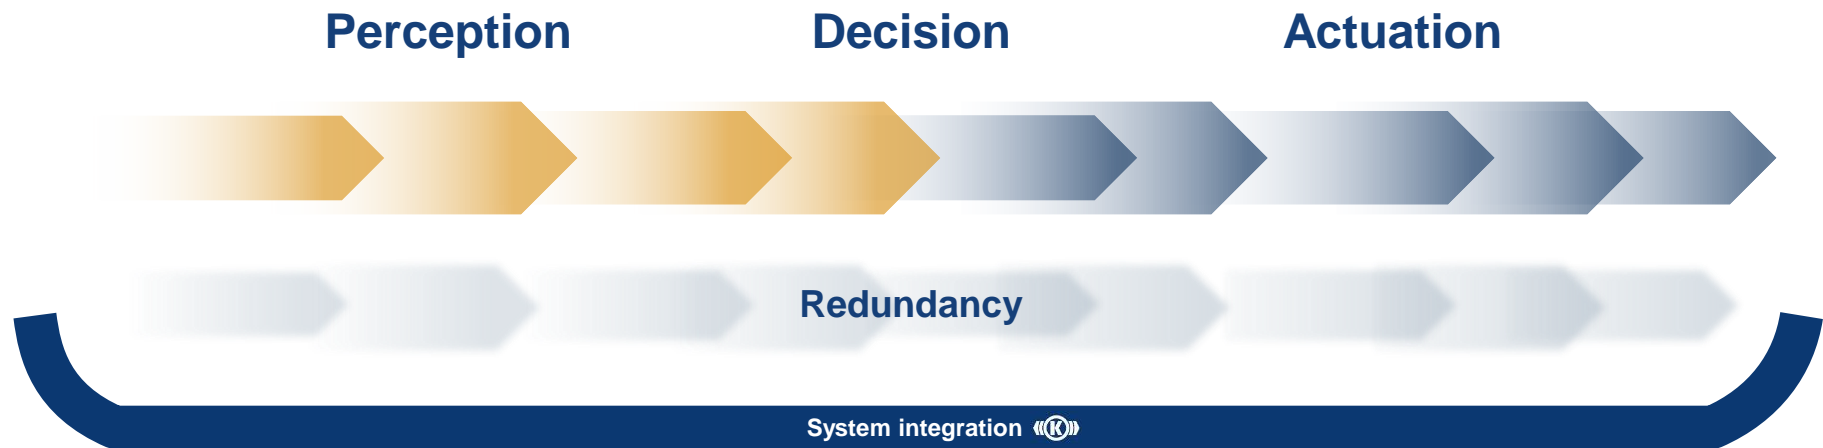 Perception Decision Actuation
Redundancy
System integration ((K))